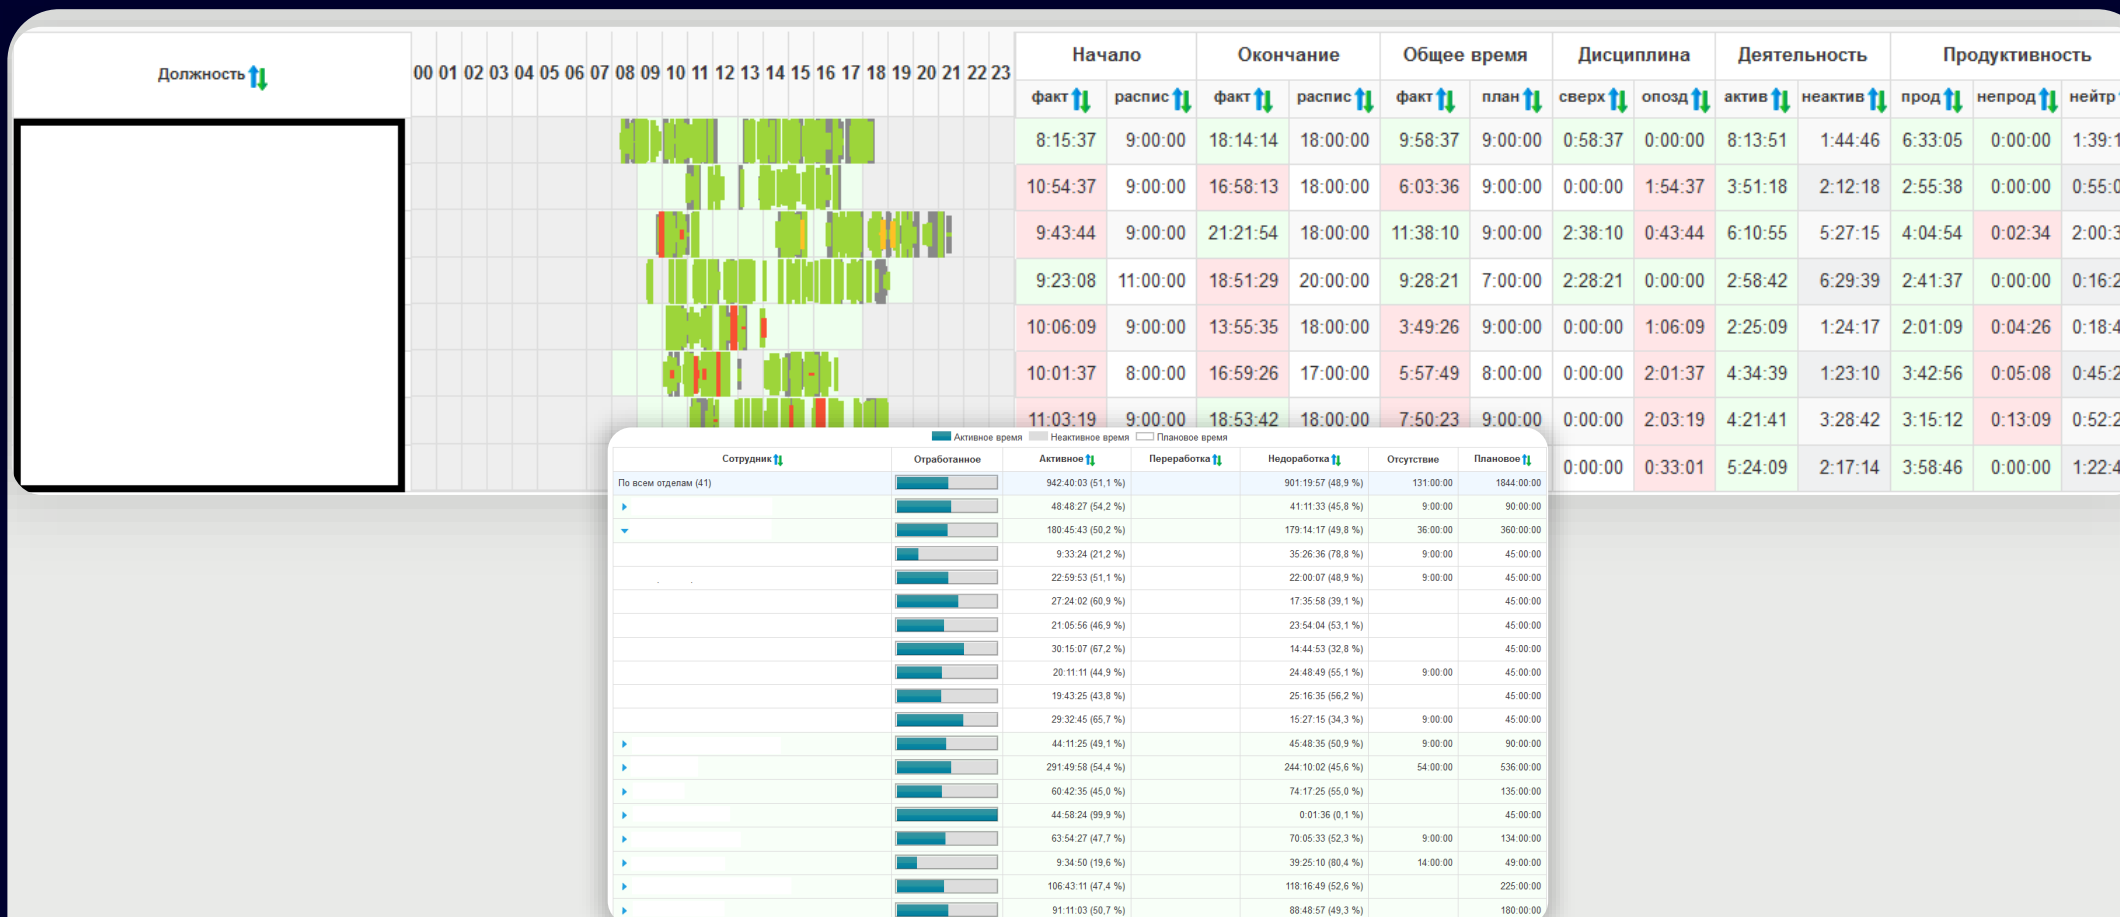 Должность 00 01 02 03 04 05 06 07 08 09 10 11 12 13 14 15 16 17 18 19 20 21 22 23 Начало Окончание Общее время Дисциплина Деятельность Продуктивность
факт распис факт распис факт план сверх опозд актив неактив прод непрод нейтр
8:15:37 9:00:00 18:14:14 18:00:00 9:58:37 9:00:00 0:58:37 0:00:00 8:13:51 1:44:46 6:33:05 0:00:00 1:39:1
10:54:37 9:00:00 16:58:13 18:00:00 6:03:36 9:00:00 0:00:00 1:54:37 3:51:18 2:12:18 2:55:38 0:00:00 0:55:0
9:43:44 9:00:00 21:21:54 18:00:00 11:38:10 9:00:00 2:38:10 0:43:44 6:10:55 5:27:15 4:04:54 0:02:34 2:00:3
9:23:08 11:00:00 18:51:29 20:00:00 9:28:21 7:00:00 2:28:21 0:00:00 2:58:42 6:29:39 2:41:37 0:00:00 0:16:2
10:06:09 9:00:00 13:55:35 18:00:00 3:49:26 9:00:00 0:00:00 1:06:09 2:25:09 1:24:17 2:01:09 0:04:26 0:18:4
10:01:37 8:00:00 16:59:26 17:00:00 5:57:49 8:00:00 0:00:00 2:01:37 4:34:39 1:23:10 3:42:56 0:05:08 0:45:2
11:03:19 9:00:00 18:53:42 18:00:00 7:50:23 9:00:00 0:00:00 2:03:19 4:21:41 3:28:42 3:15:12 0:13:09 0:52:2
0:00:00 0:33:01 5:24:09 2:17:14 3:58:46 0:00:00 1:22:4
Активное время Неактивное время Плановое время
Сотрудник Отработанное Активное Переработка Недоработка Отсутствие Плановое
По всем отделам (41) 942:40:03 (51,1 %) 901:19:57 (48,9 %) 131:00:00 1844:00:00
48:48:27 (54,2 %) 41:11:33 (45,8 %) 9:00:00 90:00:00
180:45:43 (50,2 %) 179:14:17 (49,8 %) 36:00:00 360:00:00
9:33:24 (21,2 %) 35:26:36 (78,8 %) 9:00:00 45:00:00
22:59:53 (51,1 %) 22:00:07 (48,9 %) 9:00:00 45:00:00
27:24:02 (60,9 %) 17:35:58 (39,1 %) 45:00:00
21:05:56 (46,9 %) 23:54:04 (53,1 %) 45:00:00
30:15:07 (67,2 %) 14:44:53 (32,8 %) 45:00:00
20:11:11 (44,9 %) 24:48:49 (55,1 %) 9:00:00 45:00:00
19:43:25 (43,8 %) 25:16:35 (56,2 %) 45:00:00
29:32:45 (65,7 %) 15:27:15 (34,3 %) 9:00:00 45:00:00
44:11:25 (49,1 %) 45:48:35 (50,9 %) 9:00:00 90:00:00
291:49:58 (54,4 %) 244:10:02 (45,6 %) 54:00:00 536:00:00
60:42:35 (45,0 %) 74:17:25 (55,0 %) 135:00:00
44:58:24 (99,9 %) 0:01:36 (0,1 %) 45:00:00
63:54:27 (47,7 %) 70:05:33 (52,3 %) 9:00:00 134:00:00
9:34:50 (19,6 %) 39:25:10 (80,4 %) 14:00:00 49:00:00
106:43:11 (47,4 %) 118:16:49 (52,6 %) 225:00:00
91:11:03 (50,7 %) 88:48:57 (49,3 %) 180:00:00